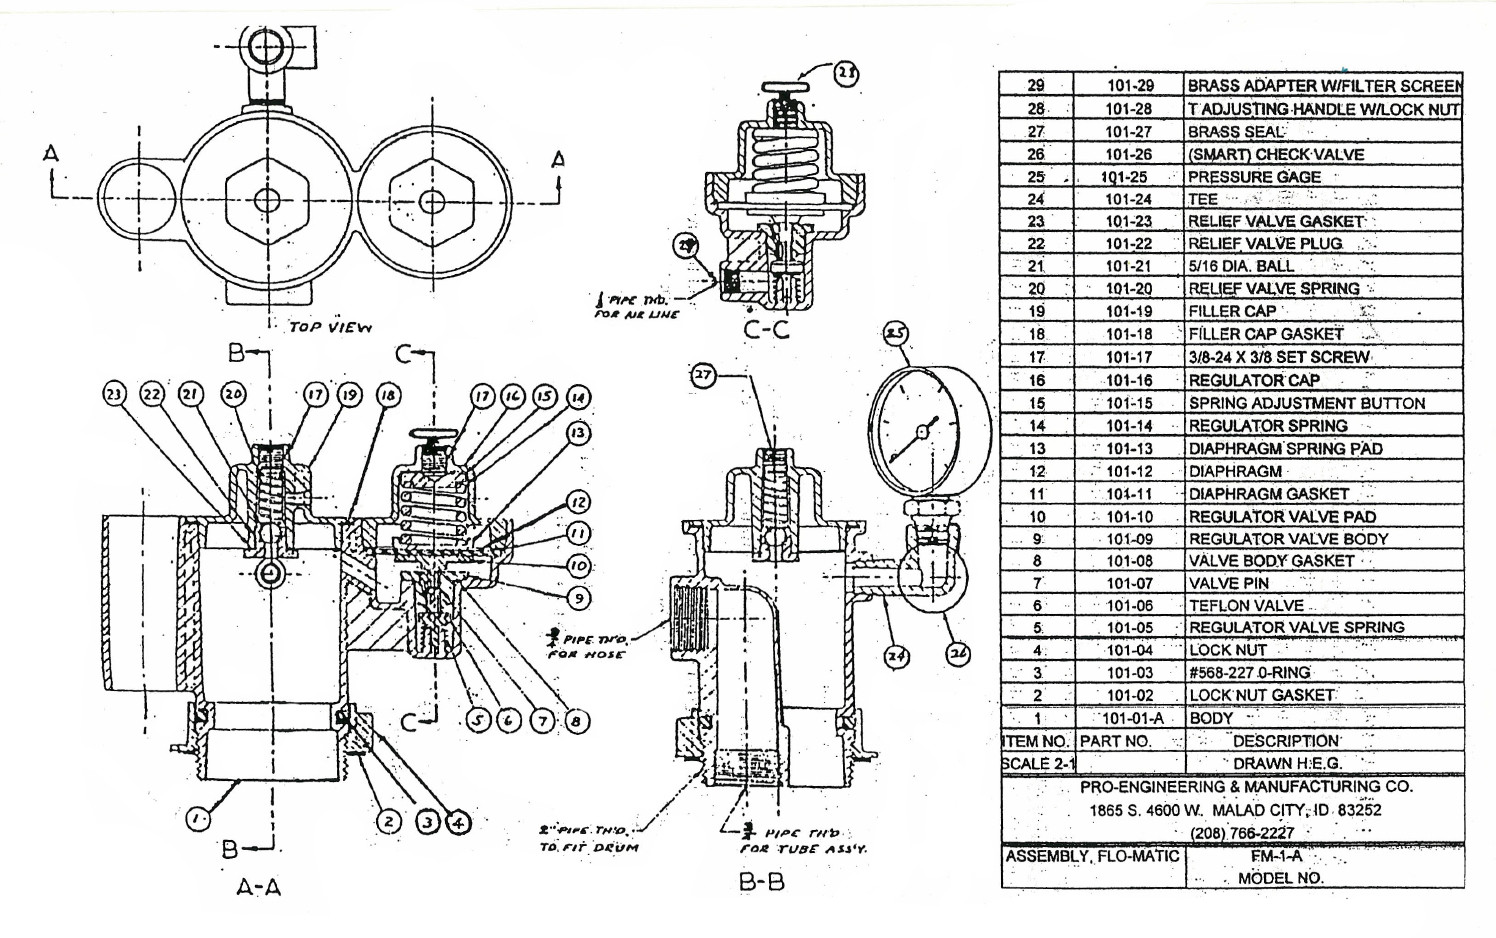 A
A
TOP VIEW
28
29
PIPE TH'D.
FOR AIR LINE
C-C
B
C
23
22
21
20
17
19
18
17
16
15
14
13
12
11
10
9
5
6
7
8
C
1
2
3
4
B
A-A
27
25
3/4 PIPE TH'D.
FOR HOSE
24
26
2" PIPE TH'D.
TO FIT DRUM
3/4 PIPE TH'D
FOR TUBE ASS'Y.
B-B
29 101-29 BRASS ADAPTER W/FILTER SCREEN
28 101-28 T ADJUSTING HANDLE W/LOCK NUT
27 101-27 BRASS SEAL
26 101-26 (SMART) CHECK VALVE
25 101-25 PRESSURE GAGE
24 101-24 TEE
23 101-23 RELIEF VALVE GASKET
22 101-22 RELIEF VALVE PLUG
21 101-21 5/16 DIA. BALL
20 101-20 RELIEF VALVE SPRING
19 101-19 FILLER CAP
18 101-18 FILLER CAP GASKET
17 101-17 3/8-24 X 3/8 SET SCREW
16 101-16 REGULATOR CAP
15 101-15 SPRING ADJUSTMENT BUTTON
14 101-14 REGULATOR SPRING
13 101-13 DIAPHRAGM SPRING PAD
12 101-12 DIAPHRAGM
11 101-11 DIAPHRAGM GASKET
10 101-10 REGULATOR VALVE PAD
9 101-09 REGULATOR VALVE BODY
8 101-08 VALVE BODY GASKET
7 101-07 VALVE PIN
6 101-06 TEFLON VALVE
5 101-05 REGULATOR VALVE SPRING
4 101-04 LOCK NUT
3 101-03 #568-227 O-RING
2 101-02 LOCK NUT GASKET
1 101-01-A BODY
ITEM NO. PART NO. DESCRIPTION
SCALE 2-1 DRAWN H.E.G.
PRO-ENGINEERING & MANUFACTURING CO.
1865 S. 4600 W. MALAD CITY, ID 83252
(208) 766-2227
ASSEMBLY, FLO-MATIC FM-1-A
MODEL NO.